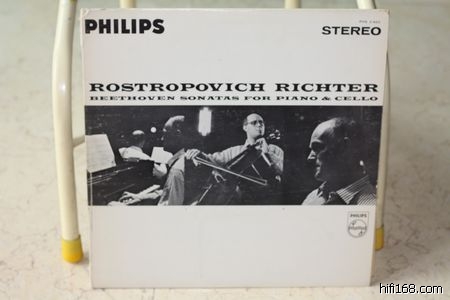 PHILIPS
STEREO
ROSTROPOVICH RICHTER
BEETHOVEN SONATAS FOR PIANO & CELLO
PHILIPS
hifi168.com